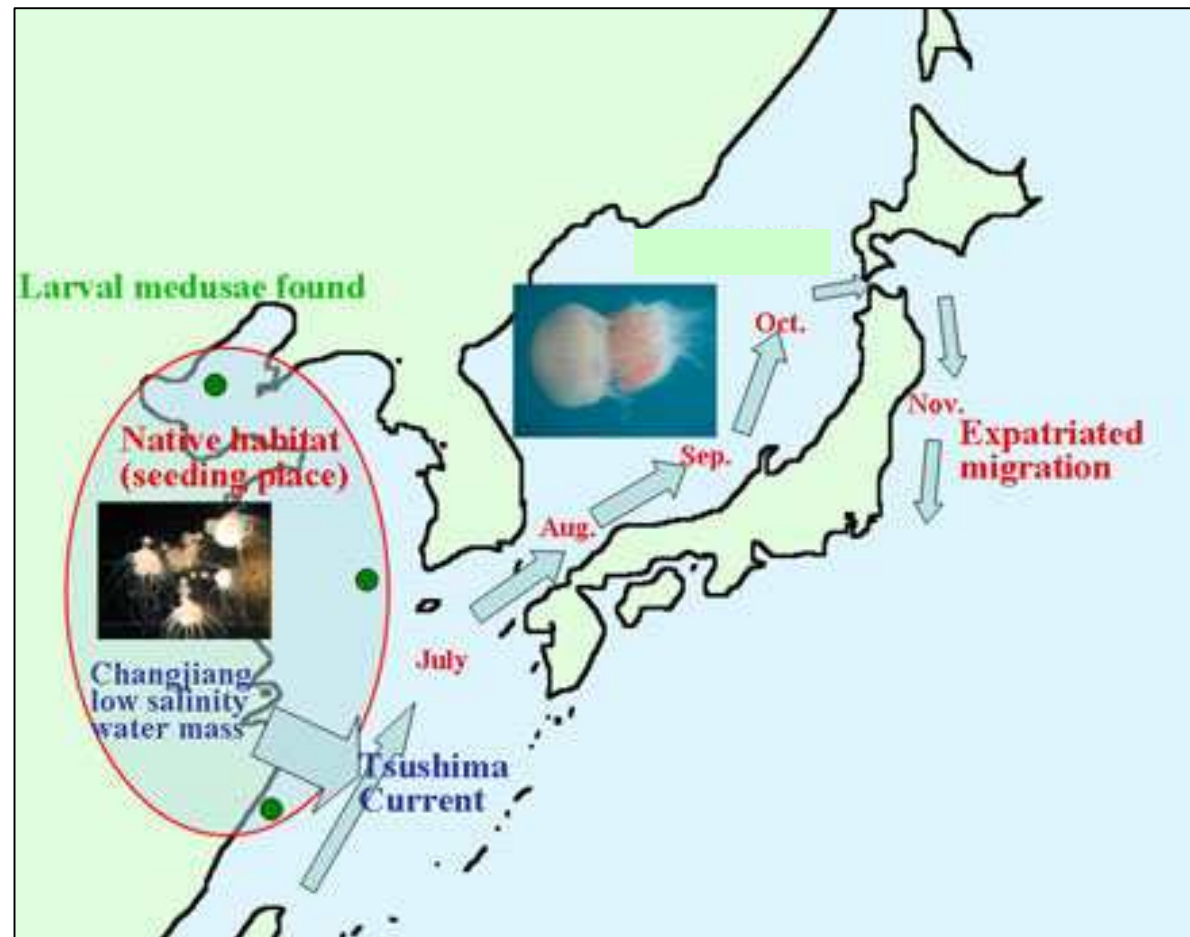 Larval medusae found
Native habitat
(seeding place)
Changjiang
low salinity
water mass
Tsushima
Current
July
Aug.
Sep.
Oct.
Nov.
Expatriated
migration